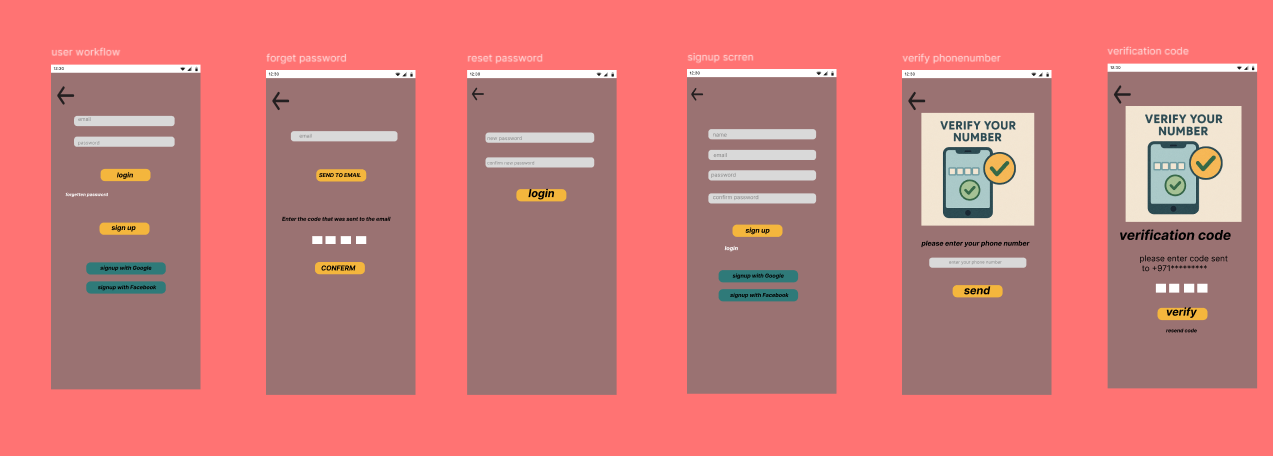 user workflow
12:30
email
password
login
forgotten password
sign up
signup with Google
signup with Facebook
forget password
12:30
email
SEND TO EMAIL
Enter the code that was sent to the email
CONFERM
reset password
12:30
new password
confirm new password
login
signup scrren
12:30
name
email
password
confirm password
sign up
login
signup with Google
signup with Facebook
verify phonenumber
12:30
VERIFY YOUR
NUMBER
please enter your phone number
enter your phone number
send
verification code
12:30
VERIFY YOUR
NUMBER
verification code
please enter code sent
to +971*********
verify
resend code